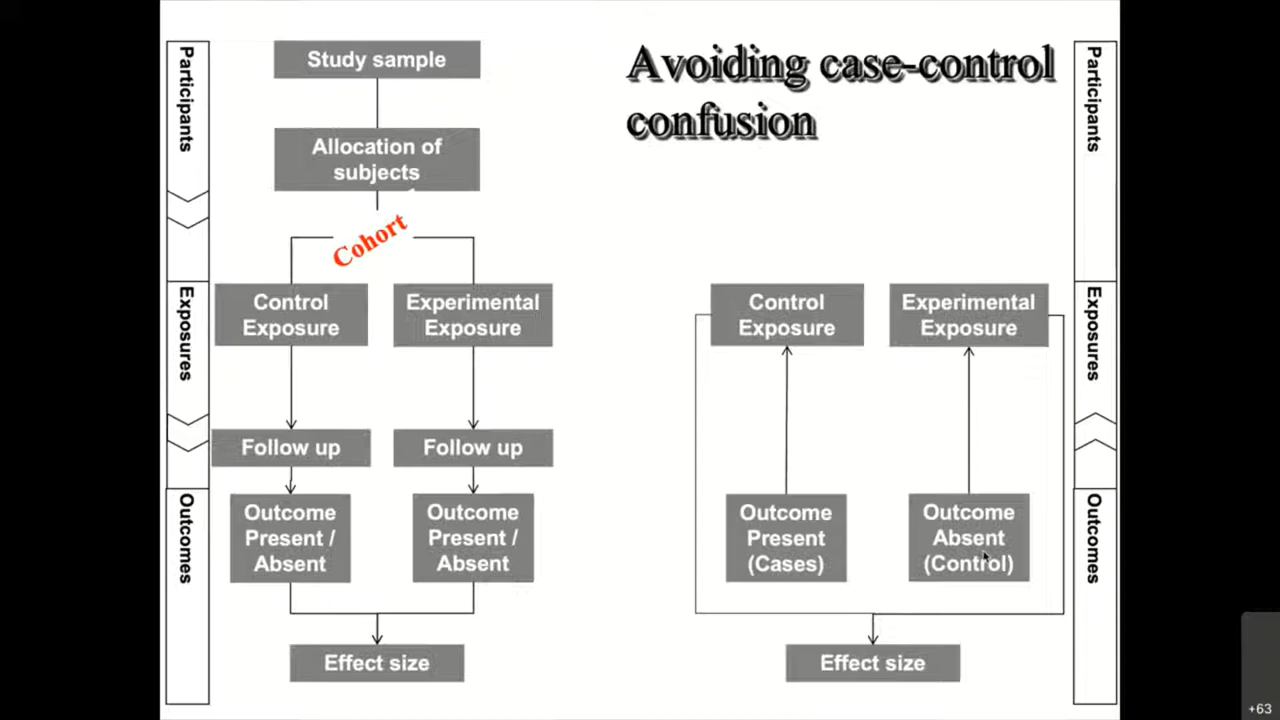 Avoiding case-control
confusion
Participants
Exposures
Outcomes
Study sample
Allocation of
subjects
Cohort
Control
Exposure
Experimental
Exposure
Follow up
Follow up
Outcome
Present /
Absent
Outcome
Present /
Absent
Effect size
Control
Exposure
Experimental
Exposure
Outcome
Present
(Cases)
Outcome
Absent
(Control)
Effect size
Participants
Exposures
Outcomes
+63